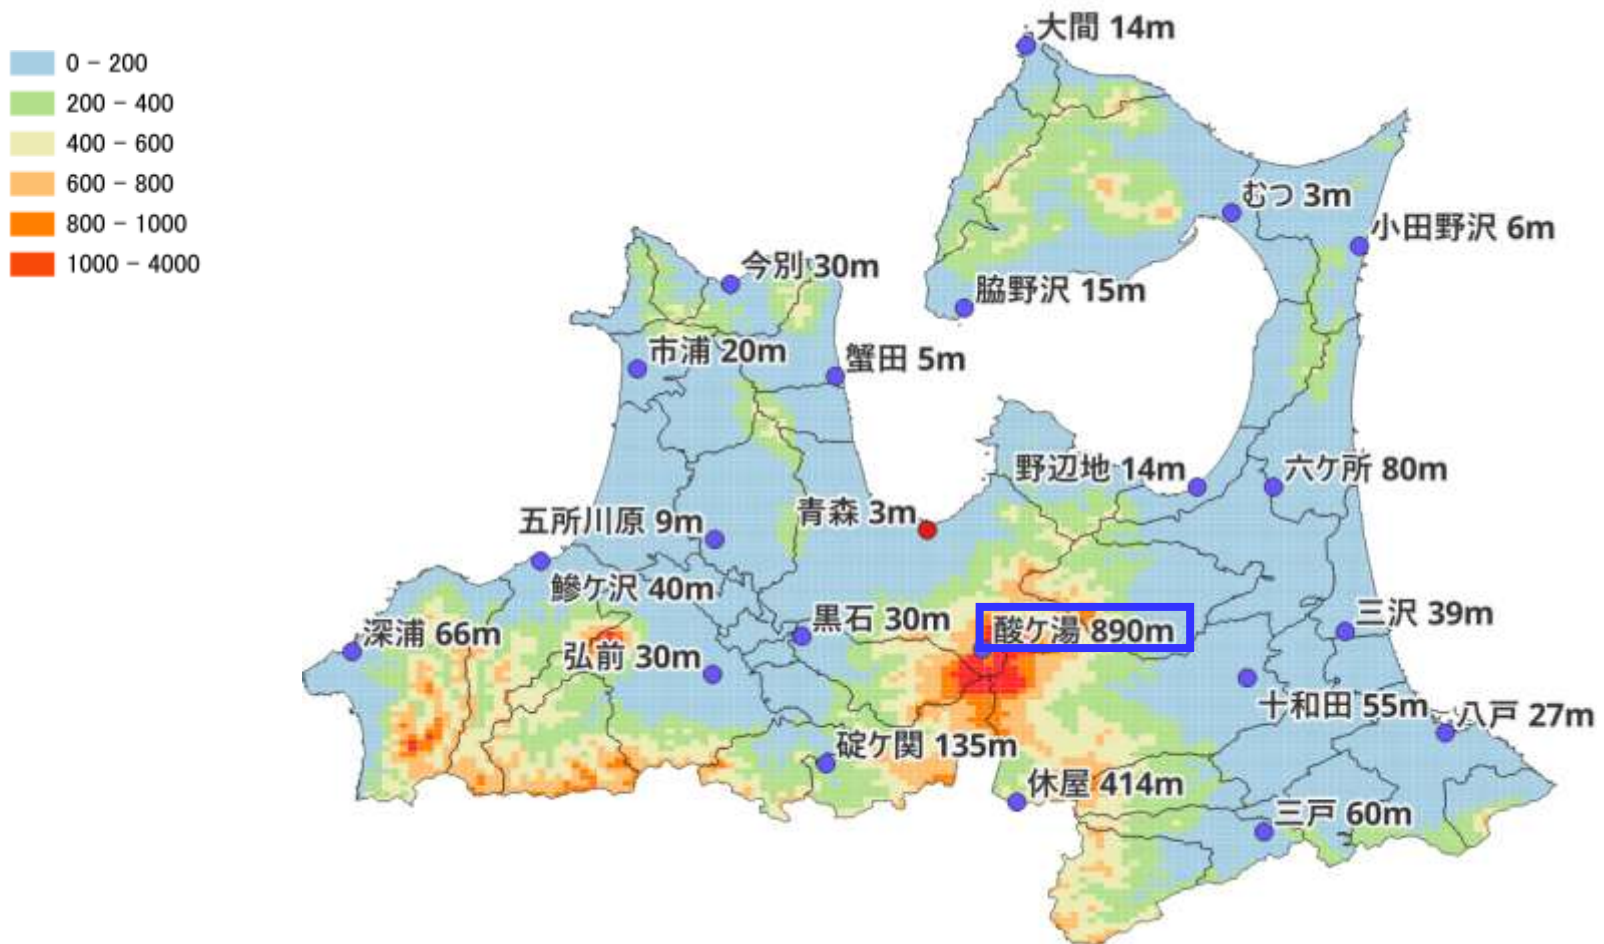 0 - 200
200 - 400
400 - 600
600 - 800
800 - 1000
1000 - 4000
大間 14m
むつ 3m
小田野沢 6m
今別 30m
脇野沢 15m
市浦 20m
蟹田 5m
野辺地 14m
六ケ所 80m
青森 3m
五所川原 9m
鰺ケ沢 40m
黒石 30m
酸ケ湯 890m
三沢 39m
深浦 66m
弘前 30m
十和田 55m
八戸 27m
碇ケ関 135m
休屋 414m
三戸 60m